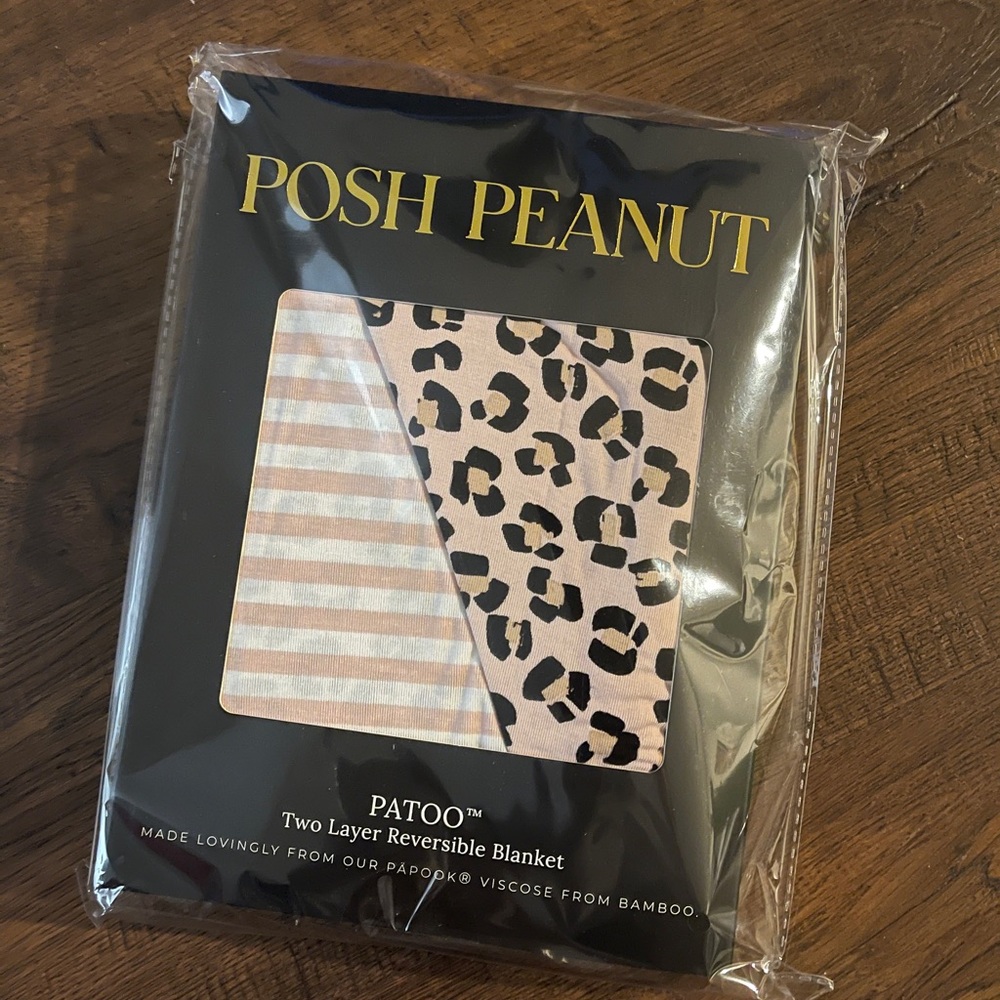 POSH PEANUT
PATOO™
Two Layer Reversible Blanket
MADE LOVINGLY FROM OUR PĀPOOK® VISCOSE FROM BAMBOO.